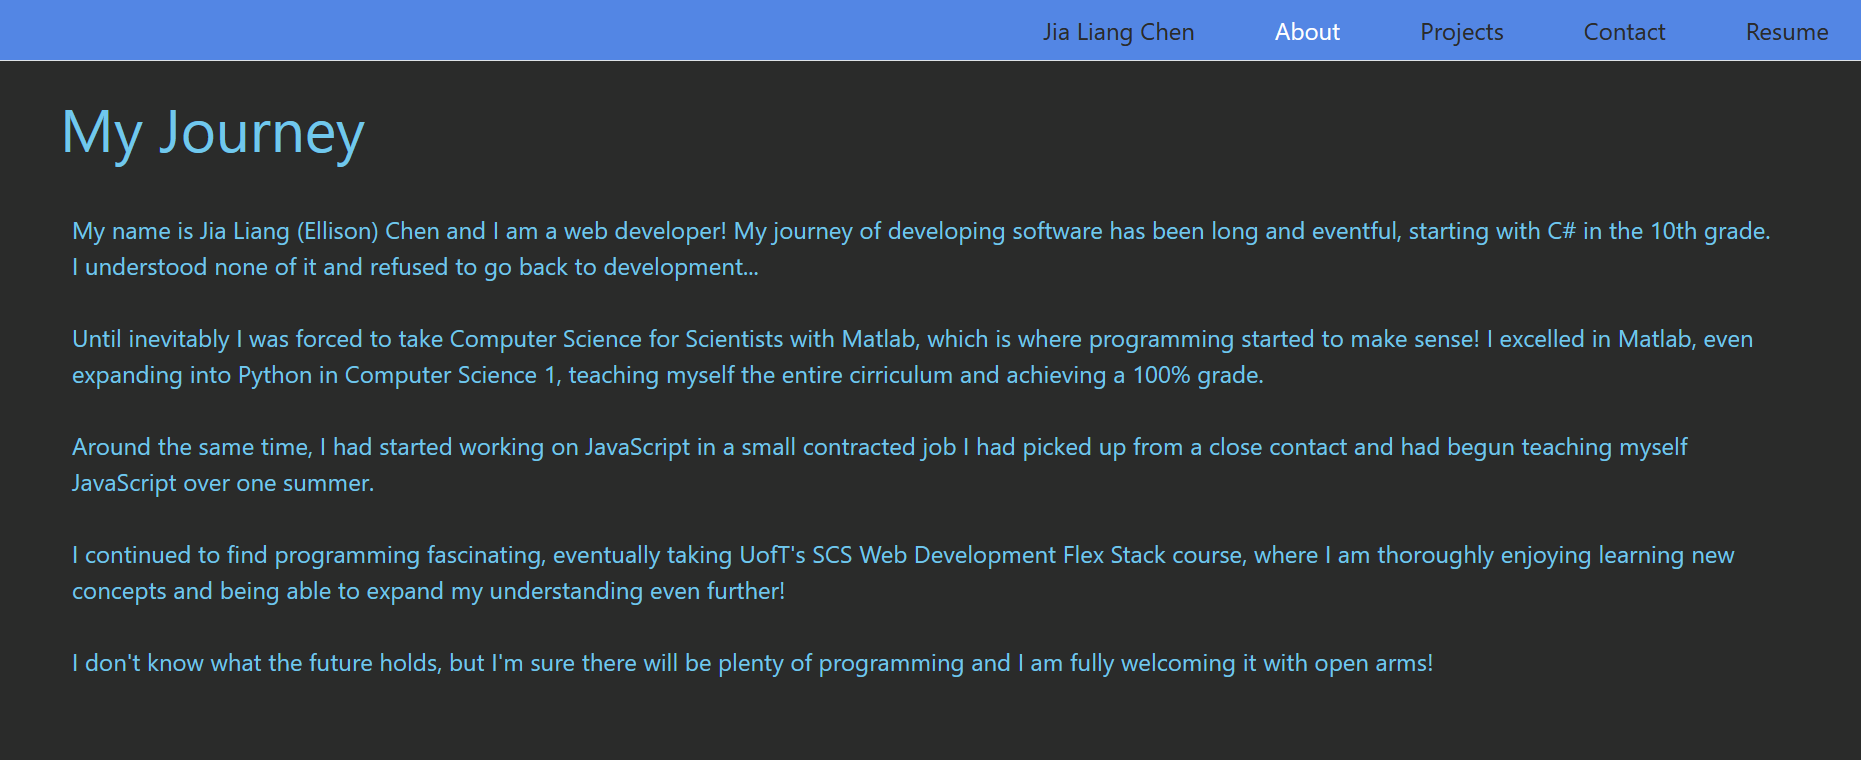 Jia Liang Chen About Projects Contact Resume
My Journey
My name is Jia Liang (Ellison) Chen and I am a web developer! My journey of developing software has been long and eventful, starting with C# in the 10th grade.
I understood none of it and refused to go back to development...
Until inevitably I was forced to take Computer Science for Scientists with Matlab, which is where programming started to make sense! I excelled in Matlab, even
expanding into Python in Computer Science 1, teaching myself the entire cirriculum and achieving a 100% grade.
Around the same time, I had started working on JavaScript in a small contracted job I had picked up from a close contact and had begun teaching myself
JavaScript over one summer.
I continued to find programming fascinating, eventually taking UofT's SCS Web Development Flex Stack course, where I am thoroughly enjoying learning new
concepts and being able to expand my understanding even further!
I don't know what the future holds, but I'm sure there will be plenty of programming and I am fully welcoming it with open arms!